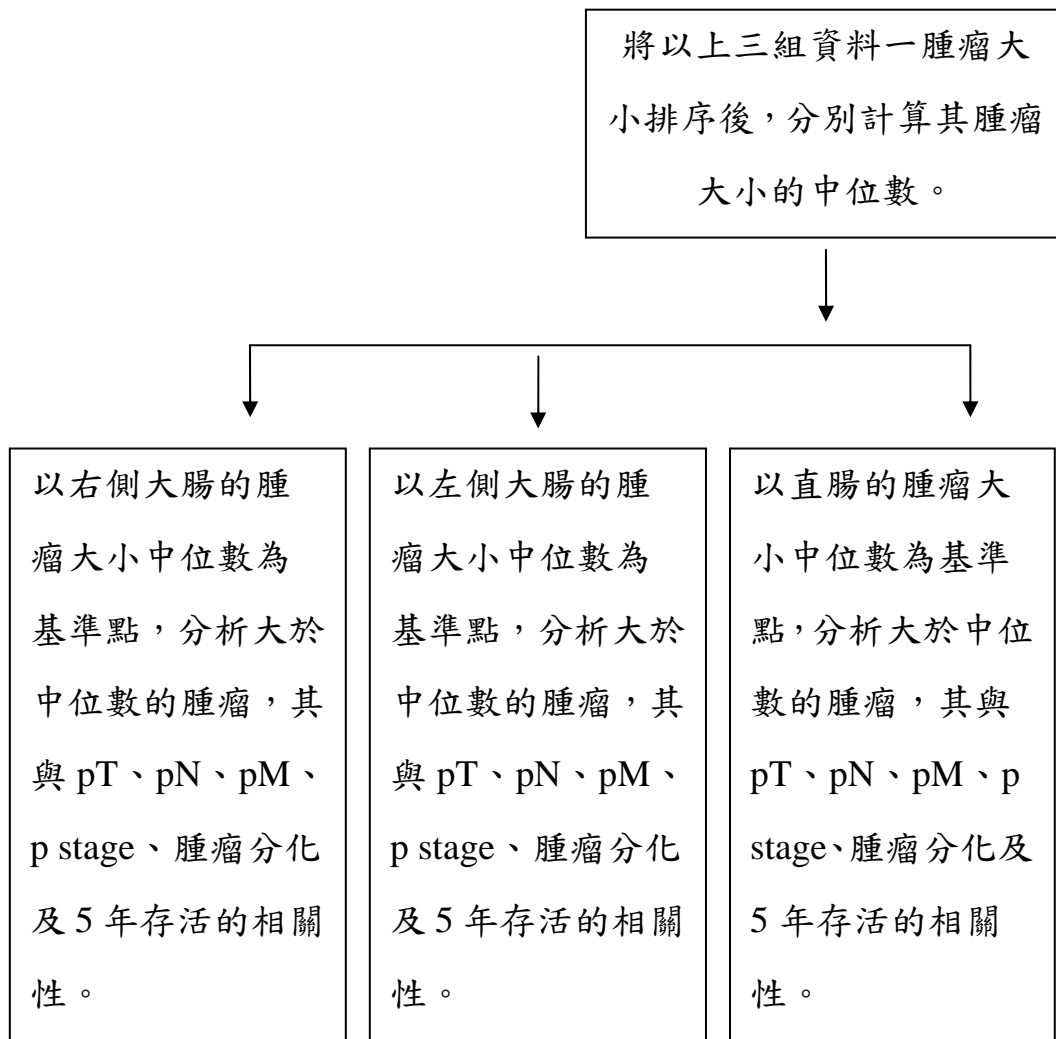 將以上三組資料一腫瘤大
小排序後，分別計算其腫瘤
大小的中位數。
以右側大腸的腫
瘤大小中位數為
基準點，分析大於
中位數的腫瘤，其
與 pT、pN、pM、
p stage、腫瘤分化
及 5 年存活的相關
性。
以左側大腸的腫
瘤大小中位數為
基準點，分析大於
中位數的腫瘤，其
與 pT、pN、pM、
p stage、腫瘤分化
及 5 年存活的相關
性。
以直腸的腫瘤大
小中位數為基準
點，分析大於中位
數的腫瘤，其與
pT、pN、pM、p
stage、腫瘤分化及
5 年存活的相關
性。